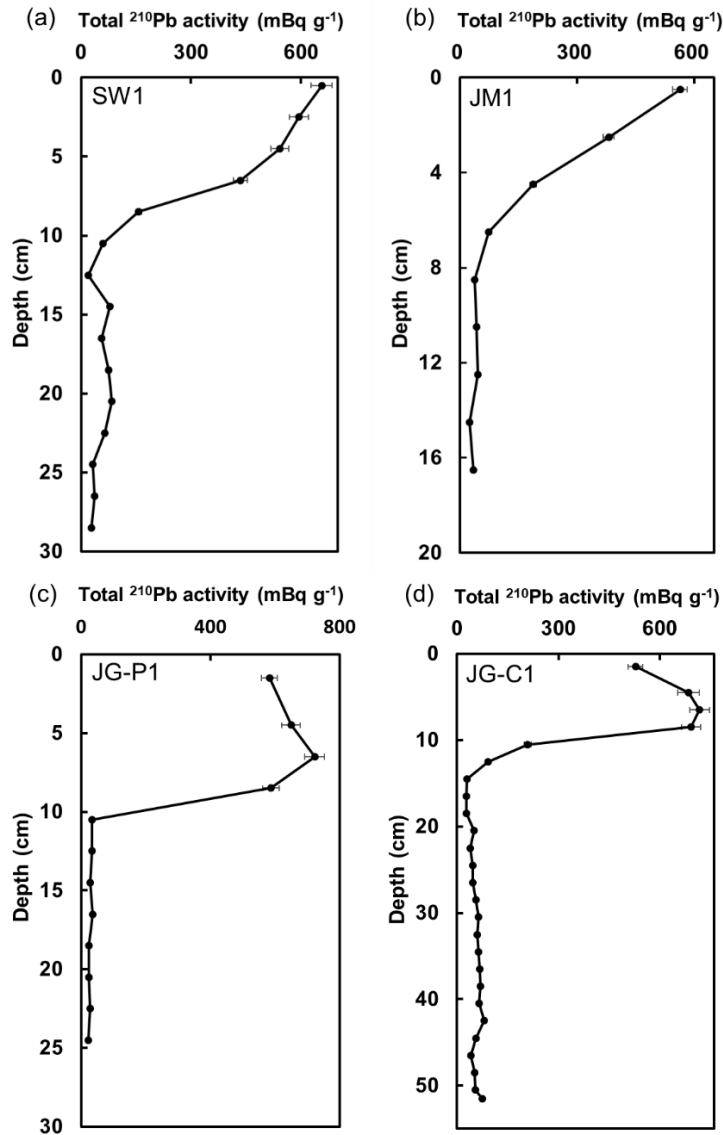 (a) Total ²¹⁰Pb activity (mBq g⁻¹)
0 300 600
SW1
Depth (cm)
0
5
10
15
20
25
30
(b) Total ²¹⁰Pb activity (mBq g⁻¹)
0 300 600
JM1
Depth (cm)
0
4
8
12
16
20
(c) Total ²¹⁰Pb activity (mBq g⁻¹)
0 400 800
JG-P1
Depth (cm)
0
5
10
15
20
25
30
(d) Total ²¹⁰Pb activity (mBq g⁻¹)
0 300 600
JG-C1
Depth (cm)
0
10
20
30
40
50